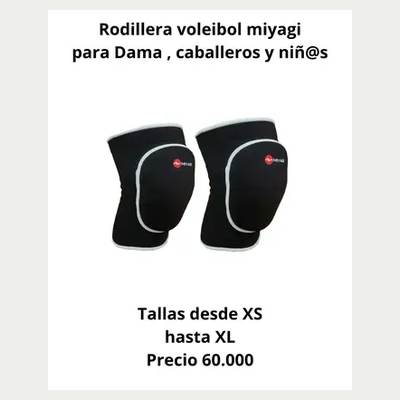 Rodillera voleibol miyagi
para Dama , caballeros y niñ@s
Tallas desde XS
hasta XL
Precio 60.000